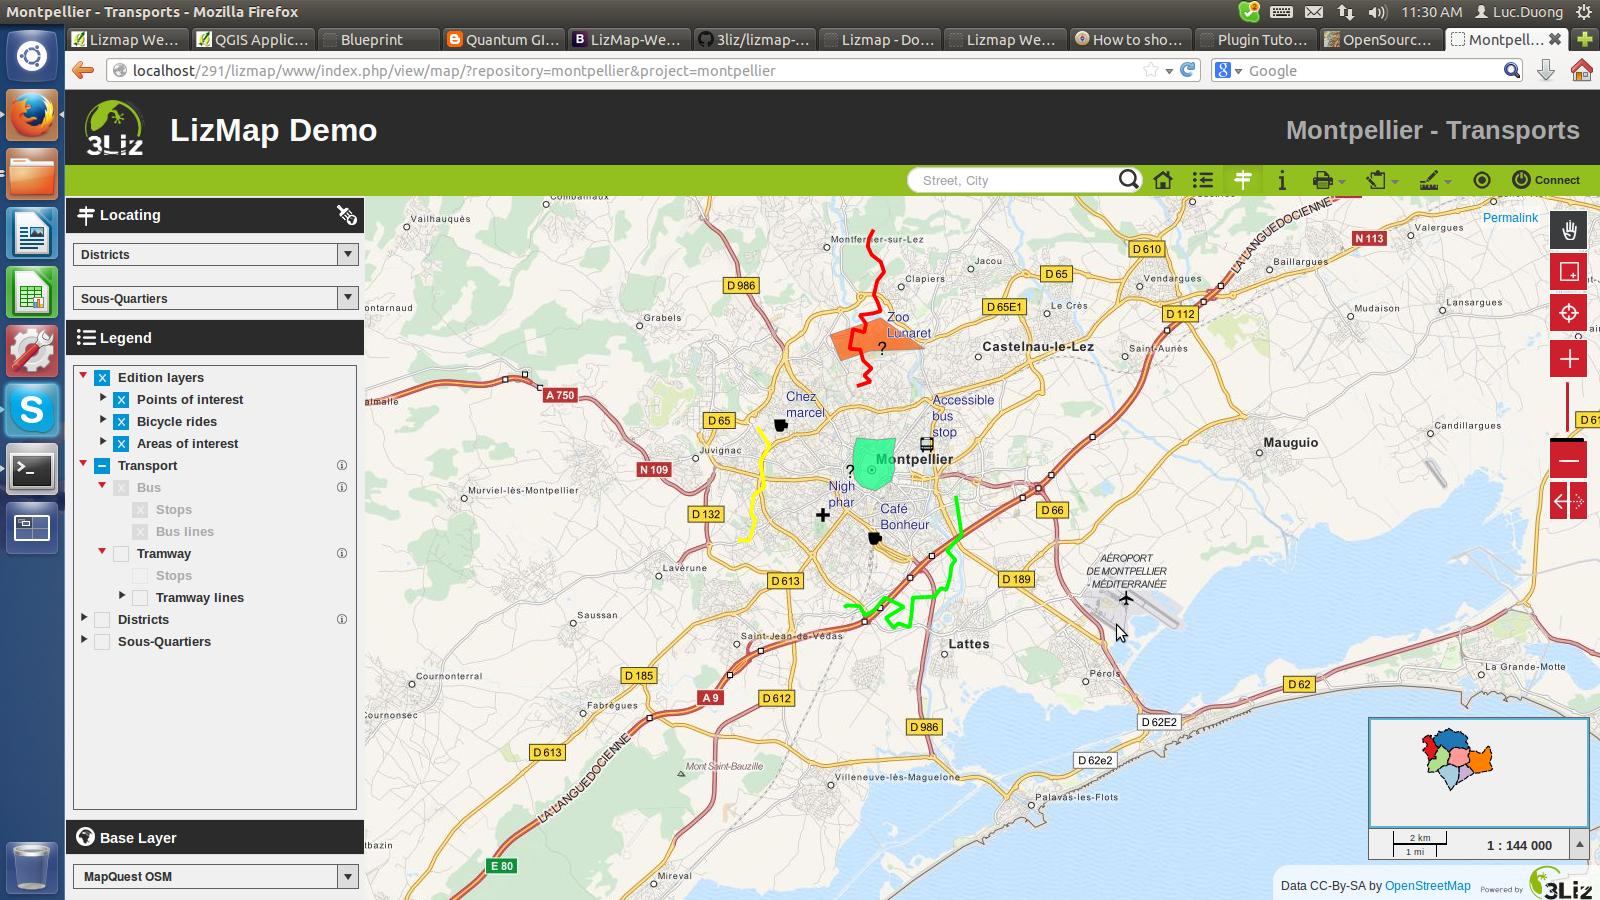 Montpellier - Transports - Mozilla Firefox
2
11:30 AM
Luc.Duong
Lizmap We...
QGIS Applic...
Blueprint
Quantum GI...
LizMap-We...
3liz/lizmap-...
Lizmap - Do...
Lizmap We...
How to sho...
Plugin Tuto...
OpenSourc...
Montpell...
localhost/291/lizmap/www/index.php/view/map/?repository=montpellier&project=montpellier
Google
3Liz
LizMap Demo
Montpellier - Transports
Street, City
Connect
Locating
Districts
Sous-Quartiers
Legend
Edition layers
Points of interest
Bicycle rides
Areas of interest
Transport
Bus
Stops
Bus lines
Tramway
Stops
Tramway lines
Districts
Sous-Quartiers
Base Layer
MapQuest OSM
Permalink
Combaillaux
Vailhauquès
Montferrier-sur-Lez
Clapiers
Jacou
D 65
D 610
LA LANGUEDOCIENNE
N 113
Valergues
Baillargues
Vendargues
D 986
ontarnaud
Grabels
Zoo
Lunaret
D 65E1
Le Crès
D 112
Mudaison
Lansargues
?
Castelnau-le-Lez
Saint-Aunès
A 750
Chez
marcel
Accessible
bus
stop
D 65
Juvignac
Montpellier
?
N 109
Mauguio
Candillargues
D 61
Murviel-lès-Montpellier
Nigh
phar
Café
Bonheur
D 132
D 66
Lavérune
D 613
D 189
AÉROPORT
DE MONTPELLIER
- MÉDITERRANÉE
Saussan
Saint-Jean-de-Védas
Lattes
Pérols
La Grande-Motte
Cournonterral
D 185
A 9
D 612
D 62
Cournonsec
Fabrègues
D 986
D 62E2
D 613
LA LANGUEDOCIENNE
Mont Saint-Bauzille
D 62e2
Villeneuve-lès-Maguelone
Palavas-les-Flots
tbazin
E 80
Mireval
2 km
1 mi
1 : 144 000
Data CC-By-SA by OpenStreetMap
Powered by
3Liz